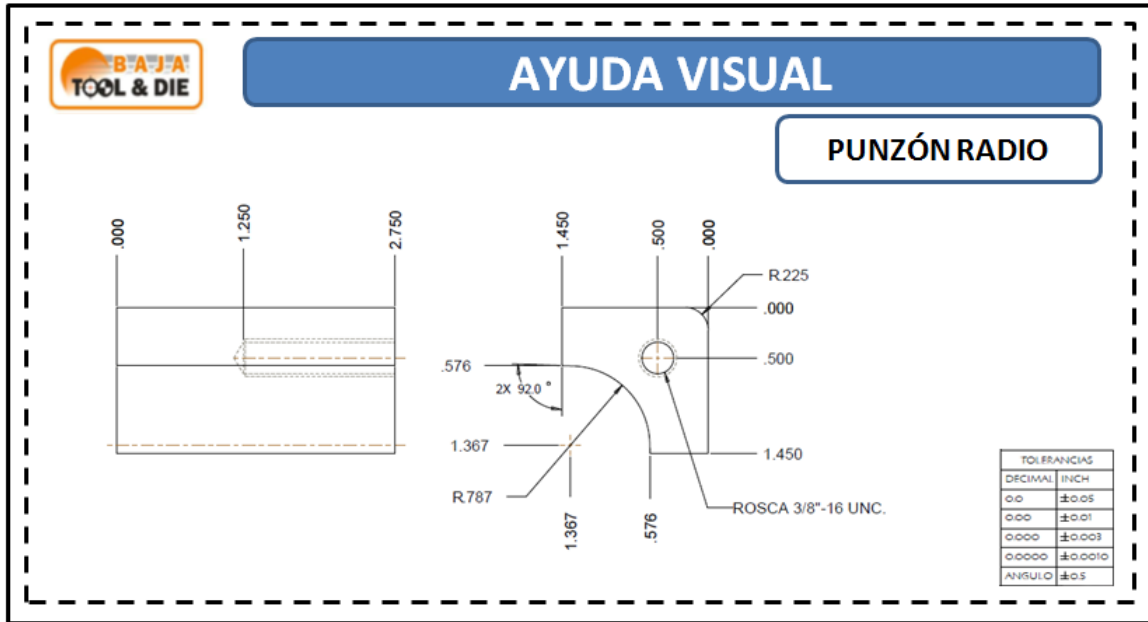 BAJA
TOOL & DIE
AYUDA VISUAL
PUNZÓN RADIO
.000
1.250
2.750
1.450
.500
.000
R.225
.000
.500
.576
2X 92.0 °
1.367
1.450
R.787
1.367
.576
ROSCA 3/8"-16 UNC.
TOLERANCIAS
DECIMAL INCH
0.0 ±0.05
0.00 ±0.01
0.000 ±0.003
0.0000 ±0.0010
ANGULO ±0.5